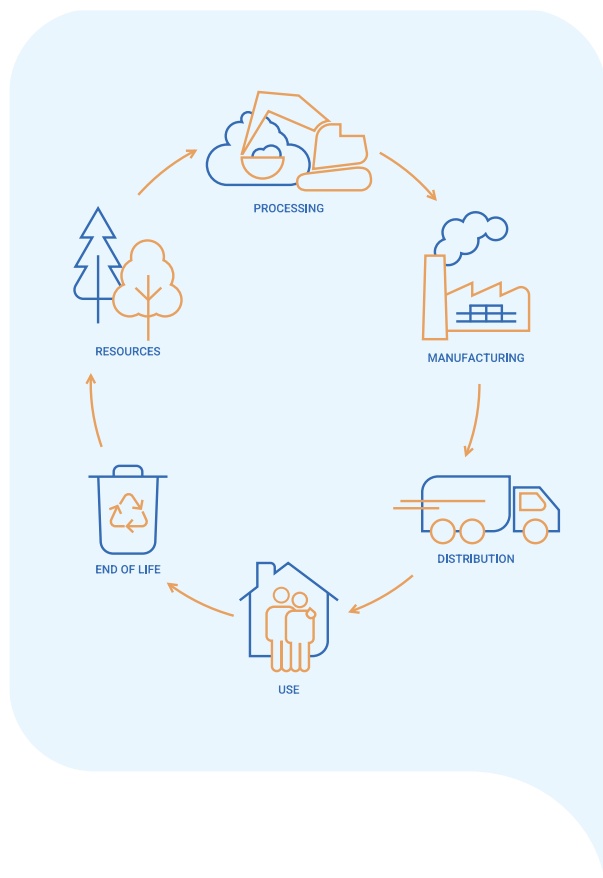 PROCESSING
RESOURCES
MANUFACTURING
END OF LIFE
DISTRIBUTION
USE